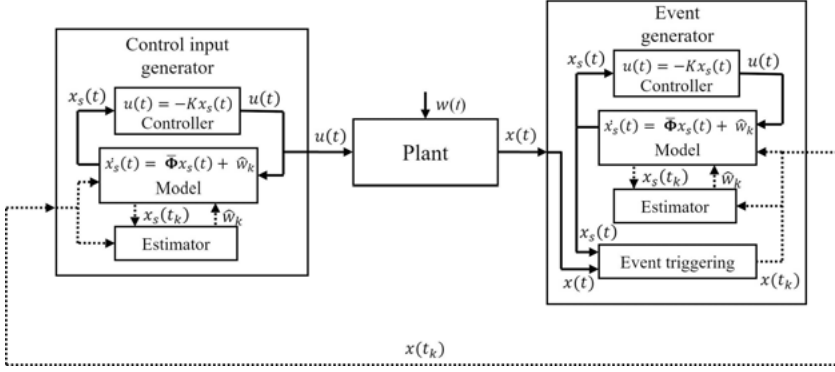 Control input
generator
x_s(t)
u(t) = −Kx_s(t)
Controller
u(t)
ẋ_s(t) = Φ̄x_s(t) + ŵ_k
Model
x_s(t_k)
ŵ_k
Estimator
u(t)
w(t)
Plant
x(t)
Event
generator
x_s(t)
u(t) = −Kx_s(t)
Controller
u(t)
ẋ_s(t) = Φ̄x_s(t) + ŵ_k
Model
x_s(t_k)
ŵ_k
Estimator
x_s(t)
Event triggering
x(t)
x(t_k)
x(t_k)